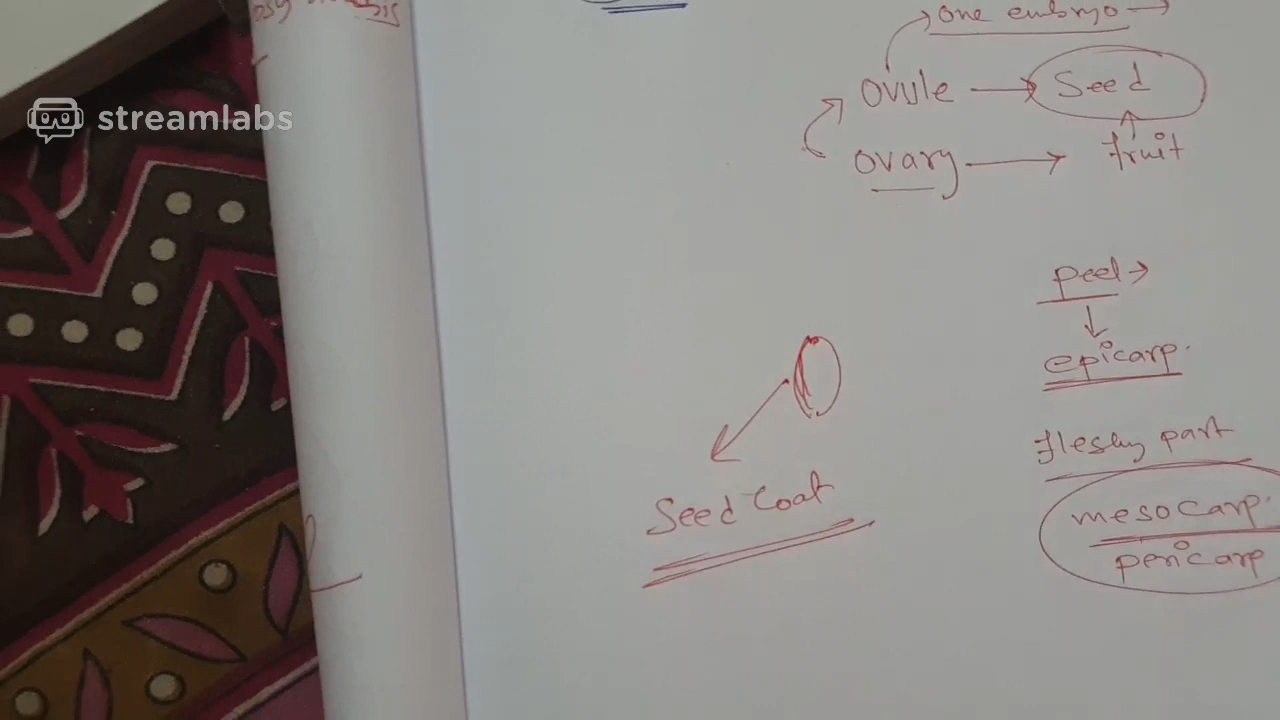 One embryo →
Ovule → Seed
Ovary → fruit
peel →
epicarp.
fleshy part
mesocarp.
pericarp
Seed Coat
streamlabs